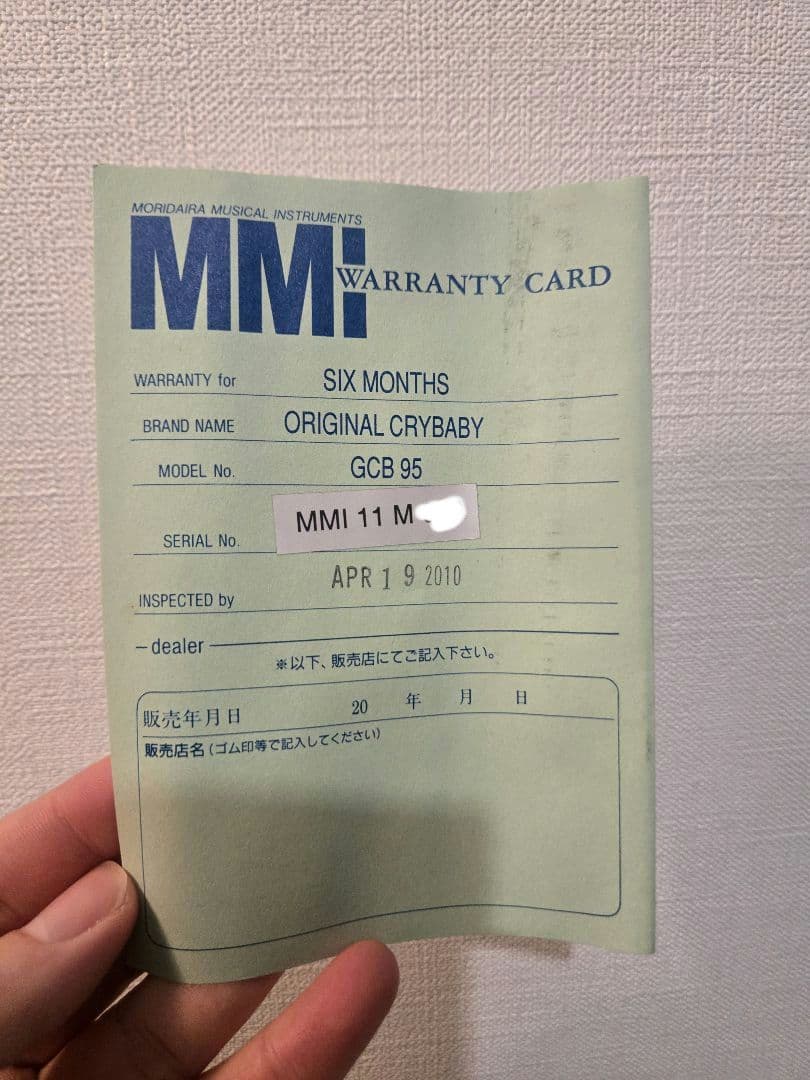 MORIDAIRA MUSICAL INSTRUMENTS
MMI WARRANTY CARD
WARRANTY for SIX MONTHS
BRAND NAME ORIGINAL CRYBABY
MODEL No. GCB 95
SERIAL No. MMI 11 M
INSPECTED by APR 19 2010
dealer
※以下、販売店にてご記入下さい。
販売年月日 20 年 月 日
販売店名(ゴム印等で記入してください)